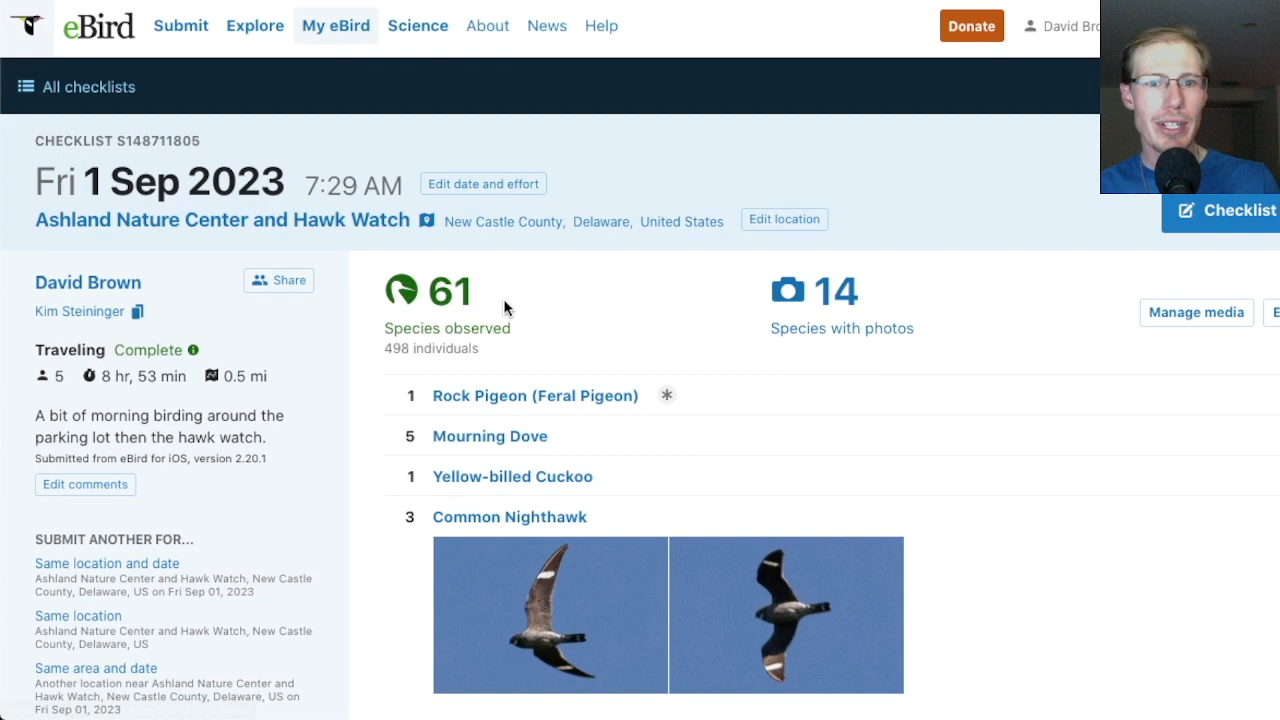 eBird Submit Explore My eBird Science About News Help Donate David Bro
All checklists
CHECKLIST S148711805
Fri 1 Sep 2023 7:29 AM Edit date and effort
Ashland Nature Center and Hawk Watch New Castle County, Delaware, United States Edit location
Checklist
David Brown Share
Kim Steininger
Traveling Complete
5 8 hr, 53 min 0.5 mi
A bit of morning birding around the
parking lot then the hawk watch.
Submitted from eBird for iOS, version 2.20.1
Edit comments
SUBMIT ANOTHER FOR...
Same location and date
Ashland Nature Center and Hawk Watch, New Castle
County, Delaware, US on Fri Sep 01, 2023
Same location
Ashland Nature Center and Hawk Watch, New Castle
County, Delaware, US
Same area and date
Another location near Ashland Nature Center and
Hawk Watch, New Castle County, Delaware, US on
Fri Sep 01, 2023
61
Species observed
498 individuals
14
Species with photos
Manage media E
1 Rock Pigeon (Feral Pigeon) *
5 Mourning Dove
1 Yellow-billed Cuckoo
3 Common Nighthawk